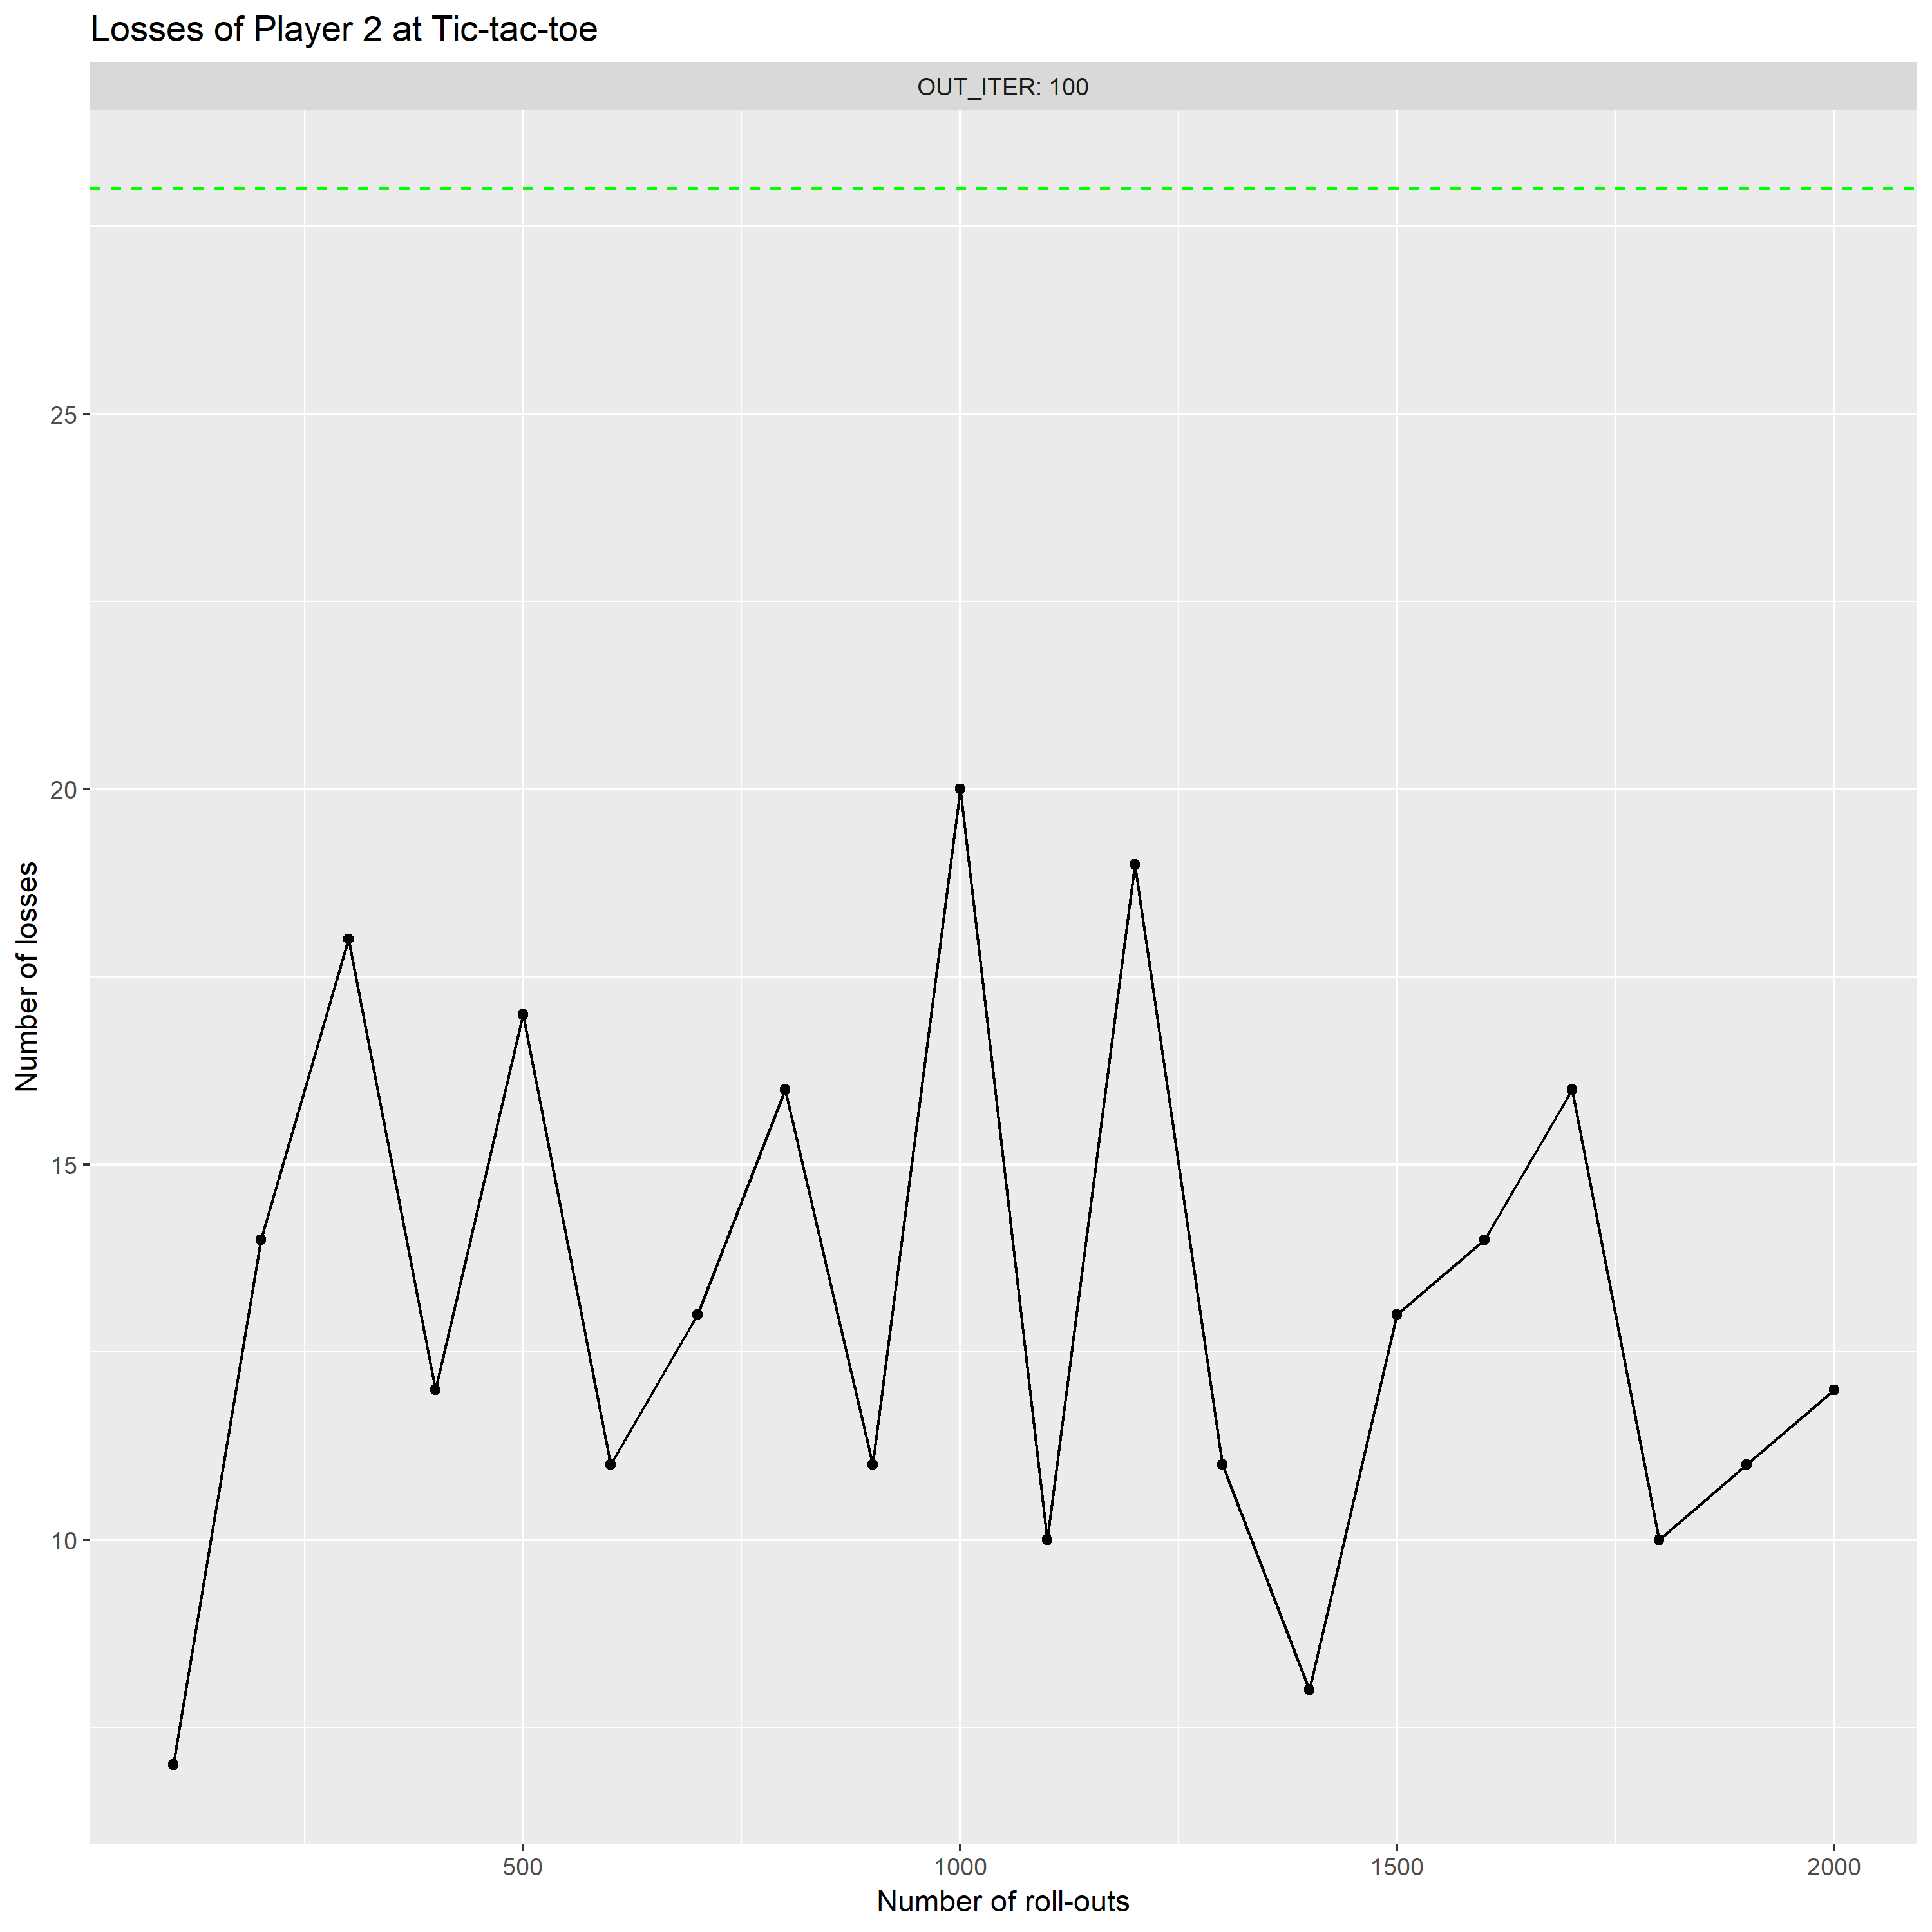 Losses of Player 2 at Tic-tac-toe
OUT_ITER: 100
25
20
15
10
Number of losses
500 1000 1500 2000
Number of roll-outs